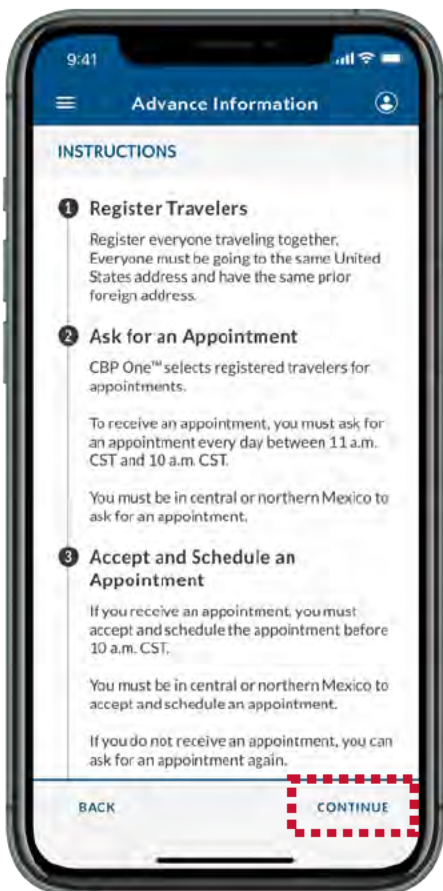 9:41
Advance Information
INSTRUCTIONS
1 Register Travelers
Register everyone traveling together.
Everyone must be going to the same United
States address and have the same prior
foreign address.
2 Ask for an Appointment
CBP One™ selects registered travelers for
appointments.
To receive an appointment, you must ask for
an appointment every day between 11 a.m.
CST and 10 a.m. CST.
You must be in central or northern Mexico to
ask for an appointment.
3 Accept and Schedule an
Appointment
If you receive an appointment, you must
accept and schedule the appointment before
10 a.m. CST.
You must be in central or northern Mexico to
accept and schedule an appointment.
If you do not receive an appointment, you can
ask for an appointment again.
BACK CONTINUE